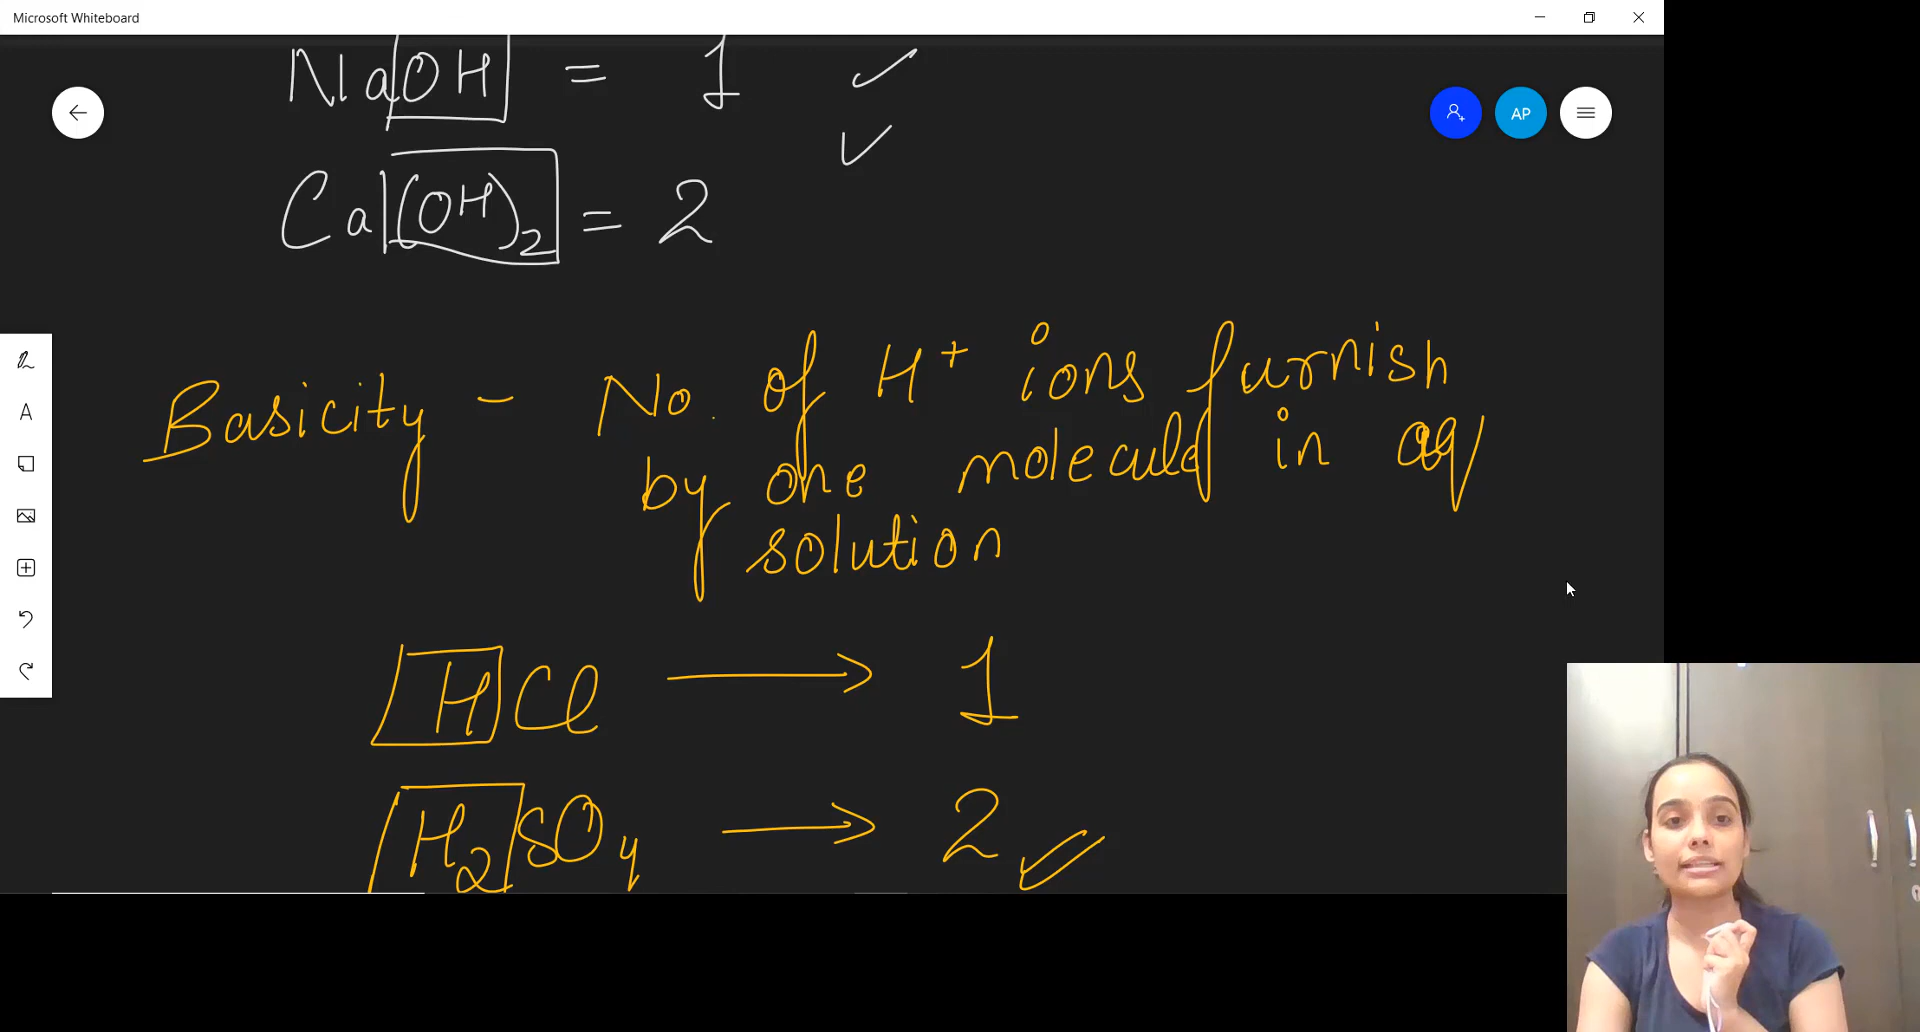 Microsoft Whiteboard
NaOH = 1
AP
Ca(OH)₂ = 2
Basicity - No. of H⁺ ions furnish
by one molecule in aq
solution
A
HCl → 1
H₂SO₄ → 2